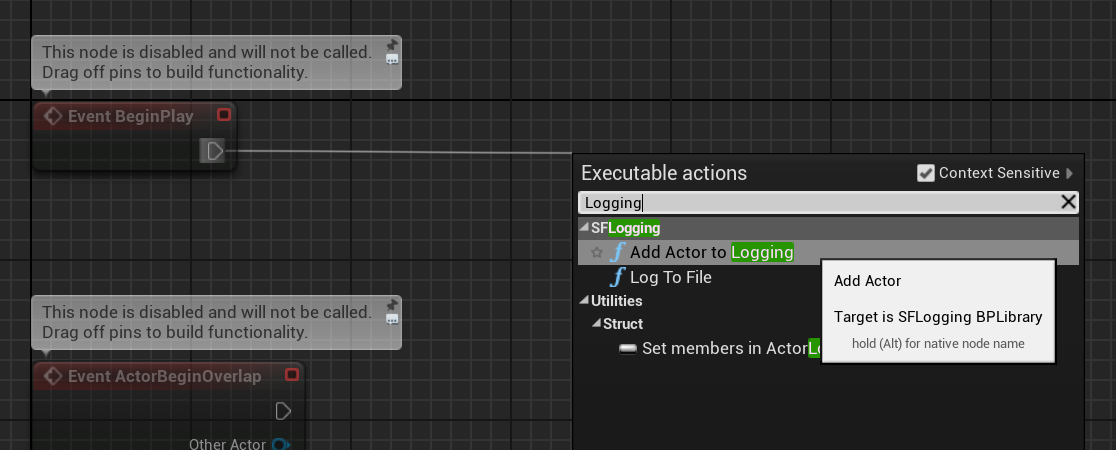 This node is disabled and will not be called.
Drag off pins to build functionality.
Event BeginPlay
Executable actions
Context Sensitive
Logging
SFLogging
Add Actor to Logging
Log To File
Utilities
Struct
Set members in ActorLo
Add Actor
Target is SFLogging BPLibrary
hold (Alt) for native node name
This node is disabled and will not be called.
Drag off pins to build functionality.
Event ActorBeginOverlap
Other Actor